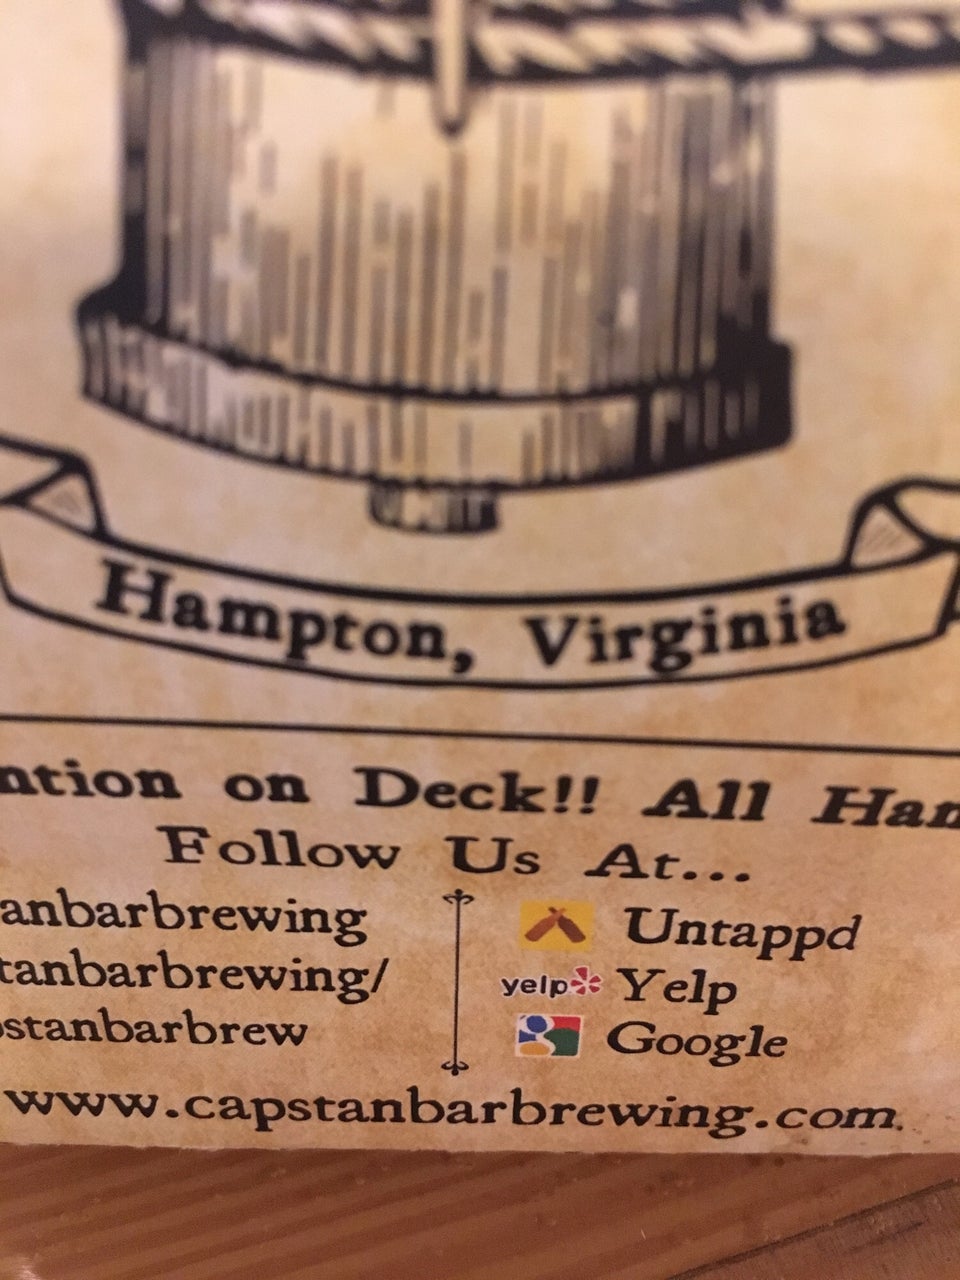 Hampton, Virginia
ntion on Deck!! All Han
Follow Us At...
anbarbrewing
Untappd
tanbarbrewing/
yelp Yelp
stanbarbrew
Google
www.capstanbarbrewing.com